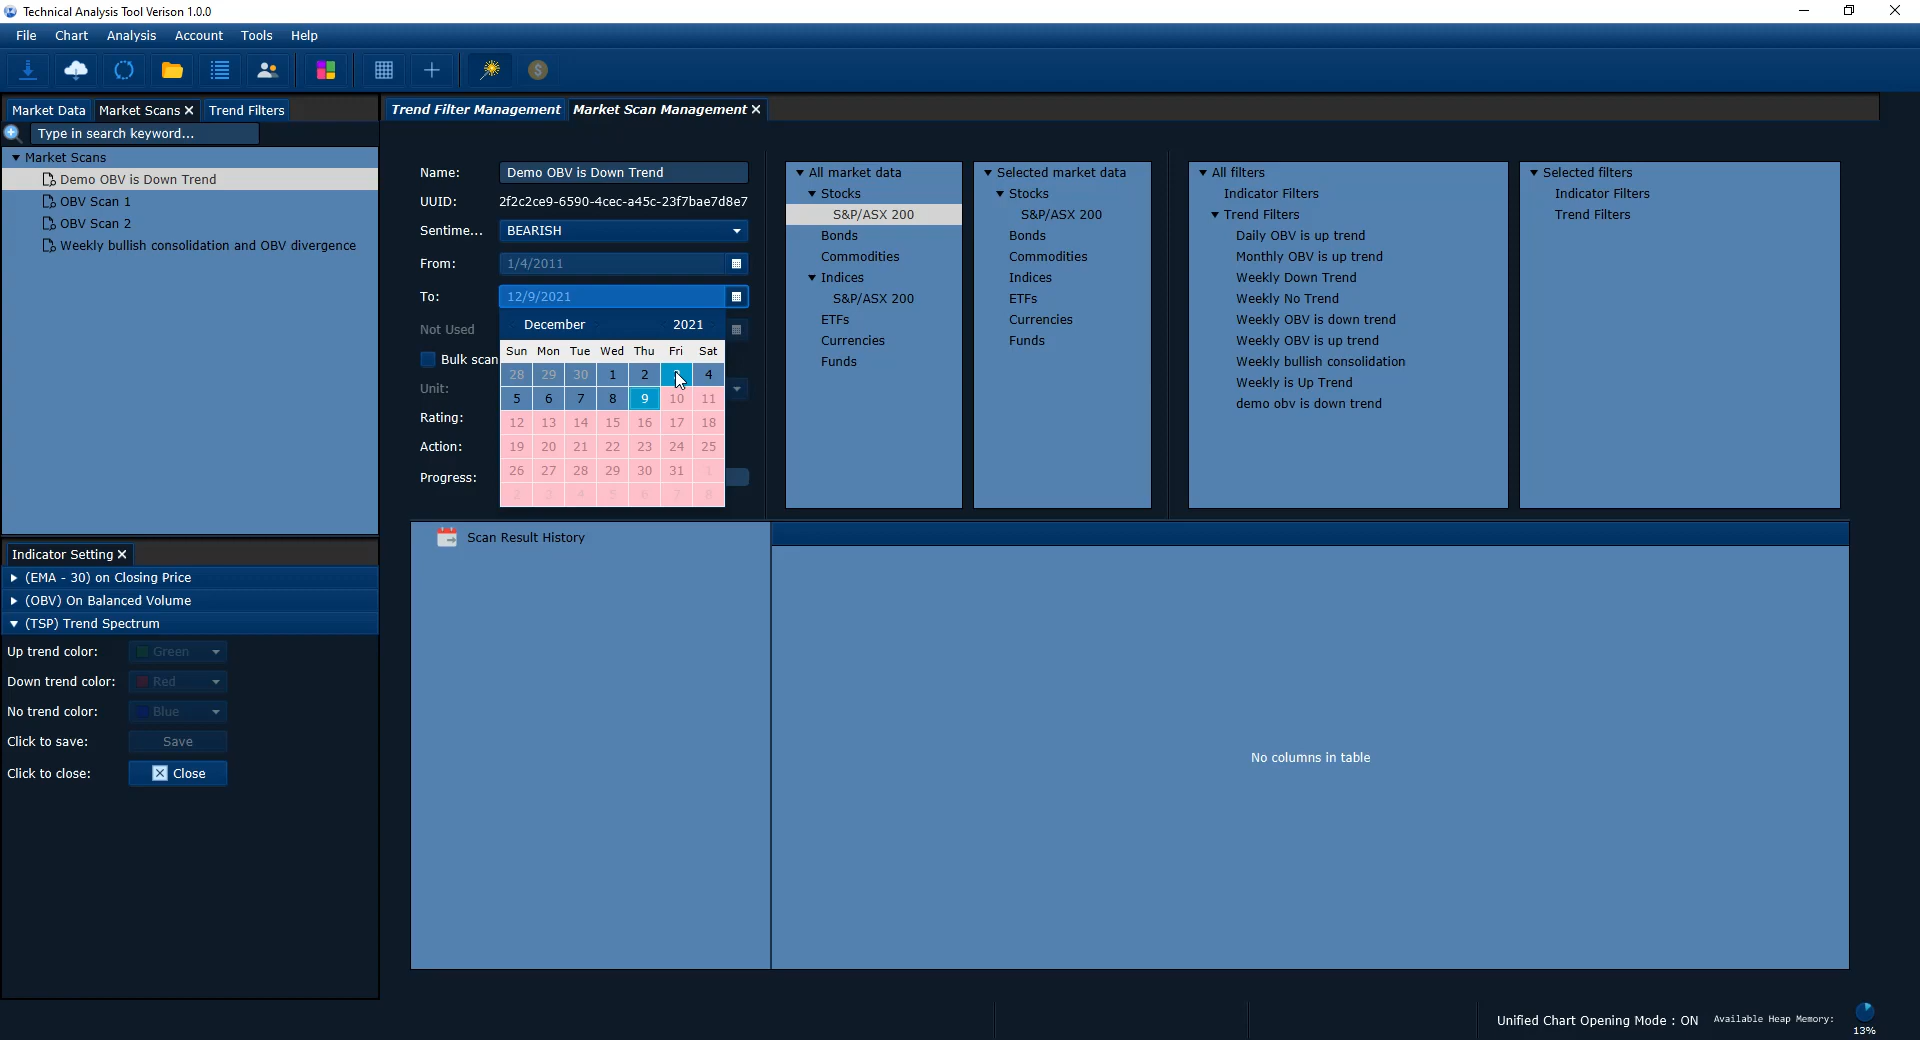 Technical Analysis Tool Verison 1.0.0
File Chart Analysis Account Tools Help
Market Data Market Scans Trend Filters
Type in search keyword...
Market Scans
Demo OBV is Down Trend
OBV Scan 1
OBV Scan 2
Weekly bullish consolidation and OBV divergence
Indicator Setting
(EMA - 30) on Closing Price
(OBV) On Balanced Volume
(TSP) Trend Spectrum
Up trend color: Green
Down trend color: Red
No trend color: Blue
Click to save: Save
Click to close: Close
Trend Filter Management Market Scan Management
Name: Demo OBV is Down Trend
UUID: 2f2c2ce9-6590-4cec-a45c-23f7bae7d8e7
Sentime... BEARISH
From: 1/4/2011
To: 12/9/2021
Not Used
Bulk scan
Unit:
Rating:
Action:
Progress:
December 2021
Sun Mon Tue Wed Thu Fri Sat
28 29 30 1 2 4
5 6 7 8 9 10 11
12 13 14 15 16 17 18
19 20 21 22 23 24 25
26 27 28 29 30 31 1
2 3 4 5 6 7 8
All market data
Stocks
S&P/ASX 200
Bonds
Commodities
Indices
S&P/ASX 200
ETFs
Currencies
Funds
Selected market data
Stocks
S&P/ASX 200
Bonds
Commodities
Indices
ETFs
Currencies
Funds
All filters
Indicator Filters
Trend Filters
Daily OBV is up trend
Monthly OBV is up trend
Weekly Down Trend
Weekly No Trend
Weekly OBV is down trend
Weekly OBV is up trend
Weekly bullish consolidation
Weekly is Up Trend
demo obv is down trend
Selected filters
Indicator Filters
Trend Filters
Scan Result History
No columns in table
Unified Chart Opening Mode : ON Available Heap Memory:
13%